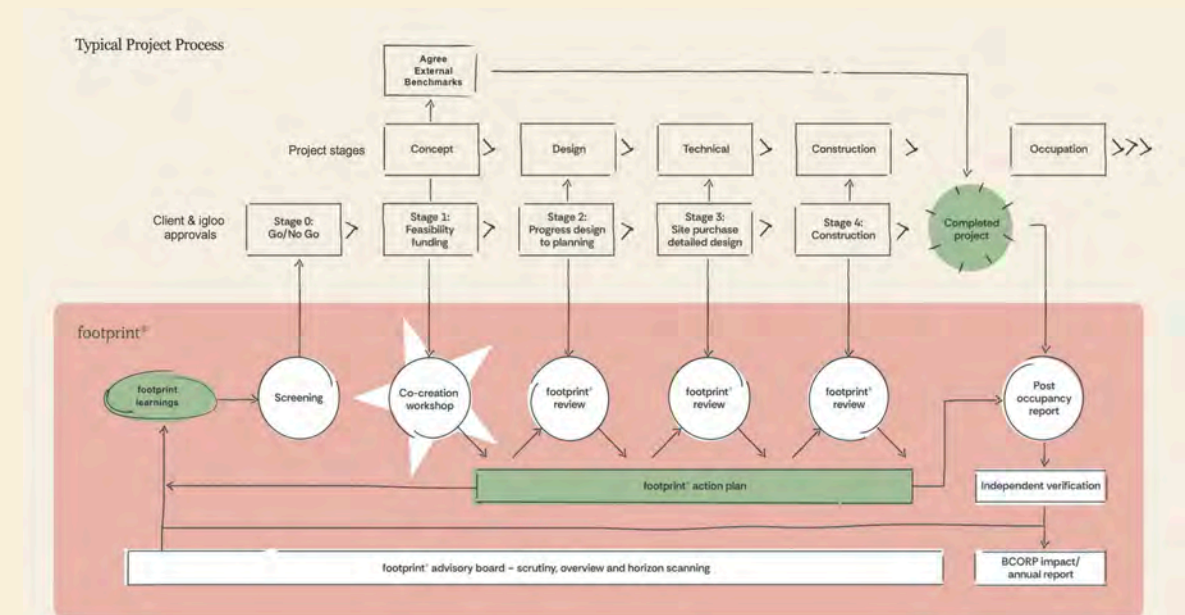 Typical Project Process
Agree
External
Benchmarks
Project stages
Concept
Design
Technical
Construction
Occupation
Client & igloo
approvals
Stage 0:
Go/No Go
Stage 1:
Feasibility
funding
Stage 2:
Progress design
to planning
Stage 3:
Site purchase
detailed design
Stage 4:
Construction
Completed
project
footprint®
footprint
learnings
Screening
Co-creation
workshop
footprint®
review
footprint®
review
footprint®
review
Post
occupancy
report
footprint® action plan
Independent verification
footprint® advisory board – scrutiny, overview and horizon scanning
BCORP impact/
annual report